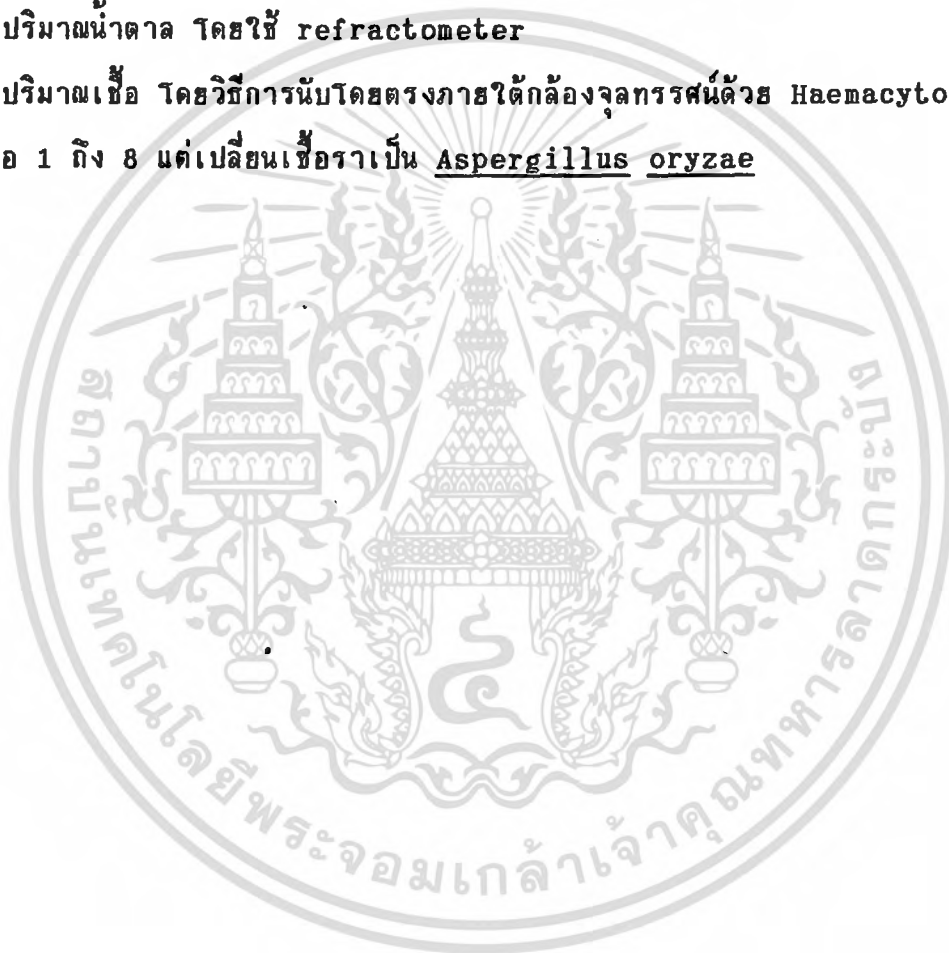 ปริมาณน้ำตาล โดยใช้ refractometer
ปริมาณเชื้อ โดยวิธีการนับโดยตรงภายใต้กล้องจุลทรรศน์ด้วย Haemacyto
อ 1 ถึง 8 แต่เปลี่ยนเชื้อราเป็น Aspergillus oryzae
สถาบันเทคโนโลยีพระจอมเกล้าเจ้าคุณทหารลาดกระบัง